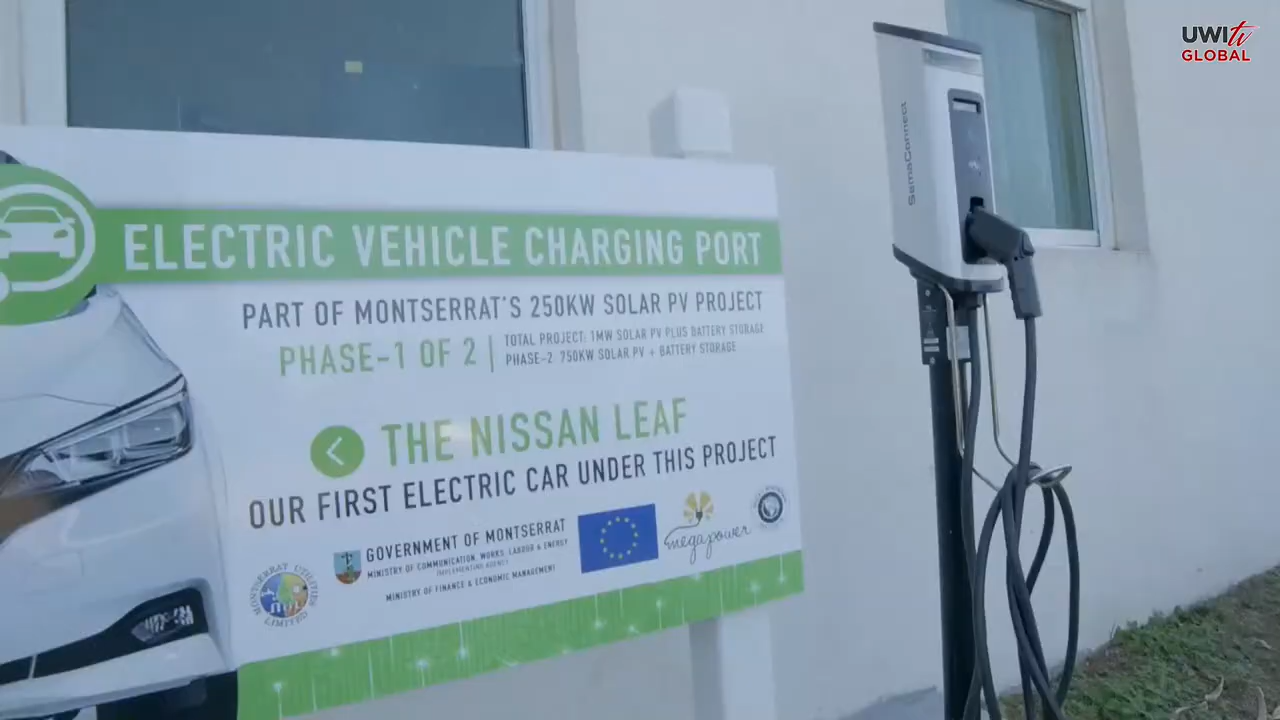 UWItv
GLOBAL
SemaConnect
ELECTRIC VEHICLE CHARGING PORT
PART OF MONTSERRAT'S 250KW SOLAR PV PROJECT
PHASE-1 OF 2
TOTAL PROJECT: 1MW SOLAR PV PLUS BATTERY STORAGE
PHASE-2: 750KW SOLAR PV + BATTERY STORAGE
THE NISSAN LEAF
OUR FIRST ELECTRIC CAR UNDER THIS PROJECT
MONTSERRAT UTILITIES LIMITED
GOVERNMENT OF MONTSERRAT
MINISTRY OF COMMUNICATION, WORKS, LABOUR & ENERGY
IMPLEMENTING AGENCY
MINISTRY OF FINANCE & ECONOMIC MANAGEMENT
megapower